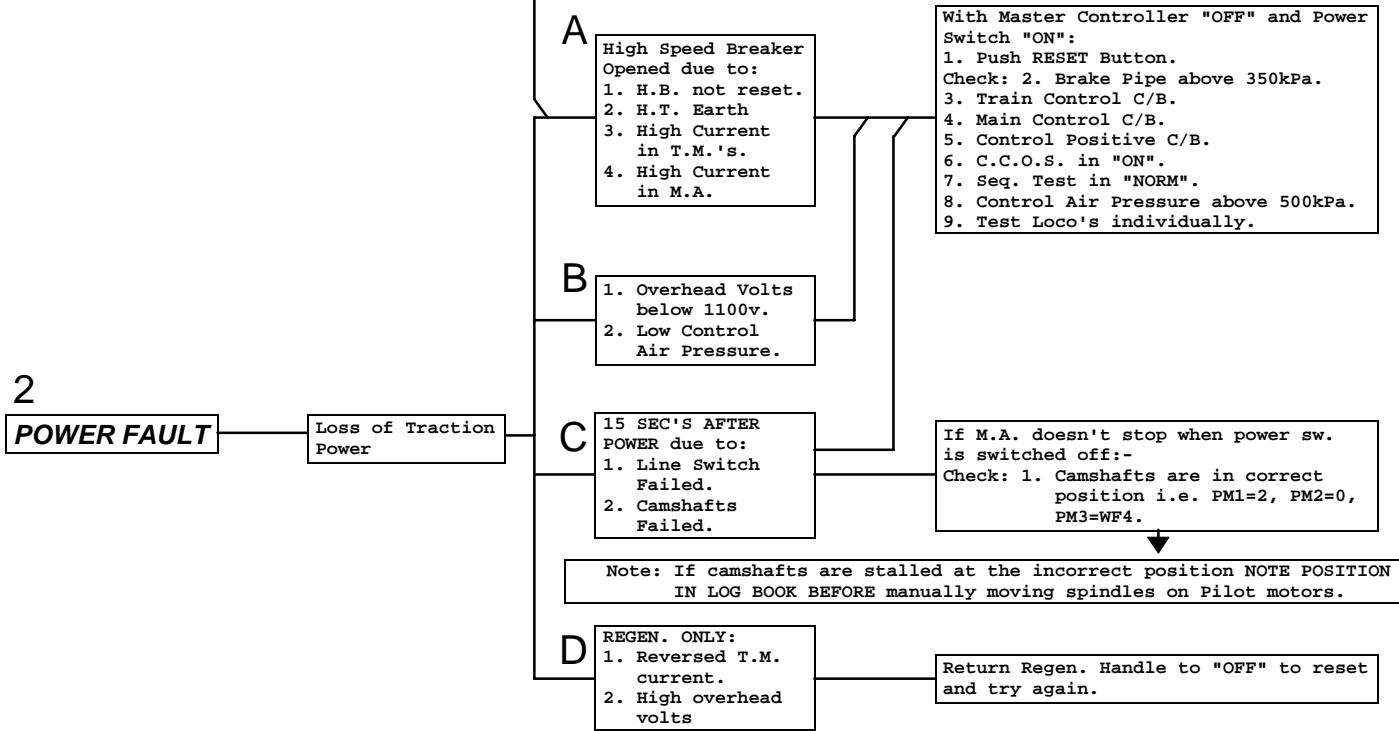 A
High Speed Breaker
Opened due to:
1. H.B. not reset.
2. H.T. Earth
3. High Current
in T.M.'s.
4. High Current
in M.A.
With Master Controller "OFF" and Power
Switch "ON":
1. Push RESET Button.
Check: 2. Brake Pipe above 350kPa.
3. Train Control C/B.
4. Main Control C/B.
5. Control Positive C/B.
6. C.C.O.S. in "ON".
7. Seq. Test in "NORM".
8. Control Air Pressure above 500kPa.
9. Test Loco's individually.
B
1. Overhead Volts
below 1100v.
2. Low Control
Air Pressure.
2
POWER FAULT
Loss of Traction
Power
C
15 SEC'S AFTER
POWER due to:
1. Line Switch
Failed.
2. Camshafts
Failed.
If M.A. doesn't stop when power sw.
is switched off:-
Check: 1. Camshafts are in correct
position i.e. PM1=2, PM2=0,
PM3=WF4.
Note: If camshafts are stalled at the incorrect position NOTE POSITION
IN LOG BOOK BEFORE manually moving spindles on Pilot motors.
D
REGEN. ONLY:
1. Reversed T.M.
current.
2. High overhead
volts
Return Regen. Handle to "OFF" to reset
and try again.